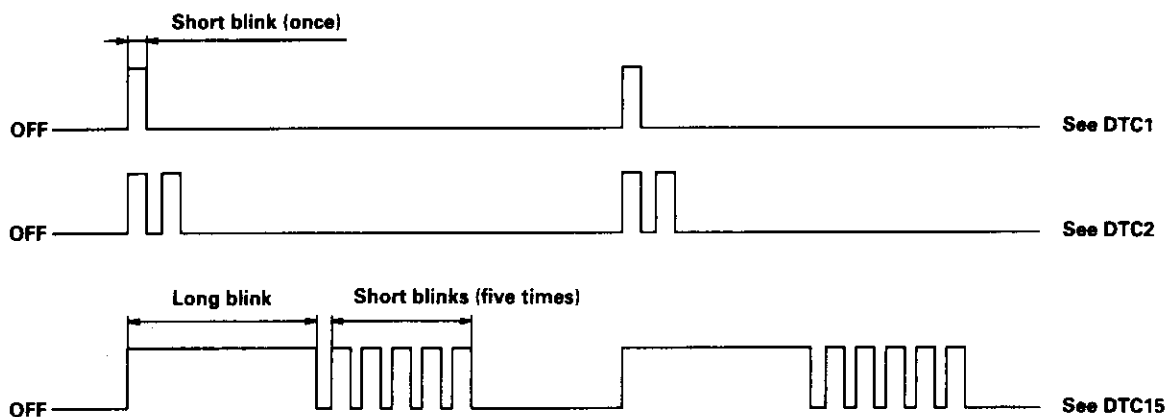 Short blink (once)
OFF
See DTC1
OFF
See DTC2
Long blink
Short blinks (five times)
OFF
See DTC15